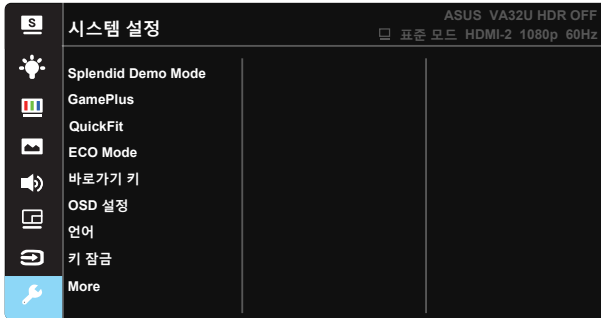 S
시스템 설정
ASUS VA32U HDR OFF
표준 모드 HDMI-2 1080p 60Hz
Splendid Demo Mode
GamePlus
QuickFit
ECO Mode
바로가기 키
OSD 설정
언어
키 잠금
More